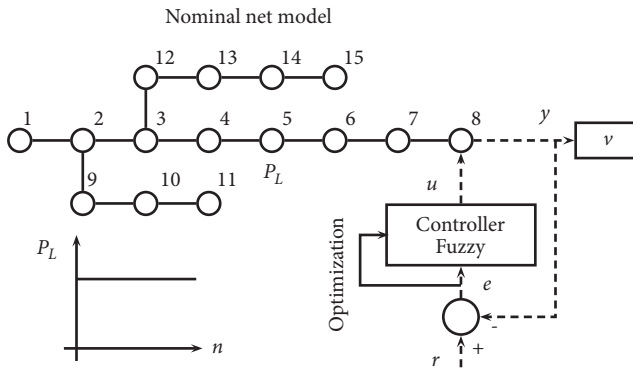 Nominal net model
12 13 14 15
1 2 3 4 5 6 7 8 y
v
P_L
9 10 11 u
Controller
Fuzzy
Optimization
P_L
e
n
-
+
r